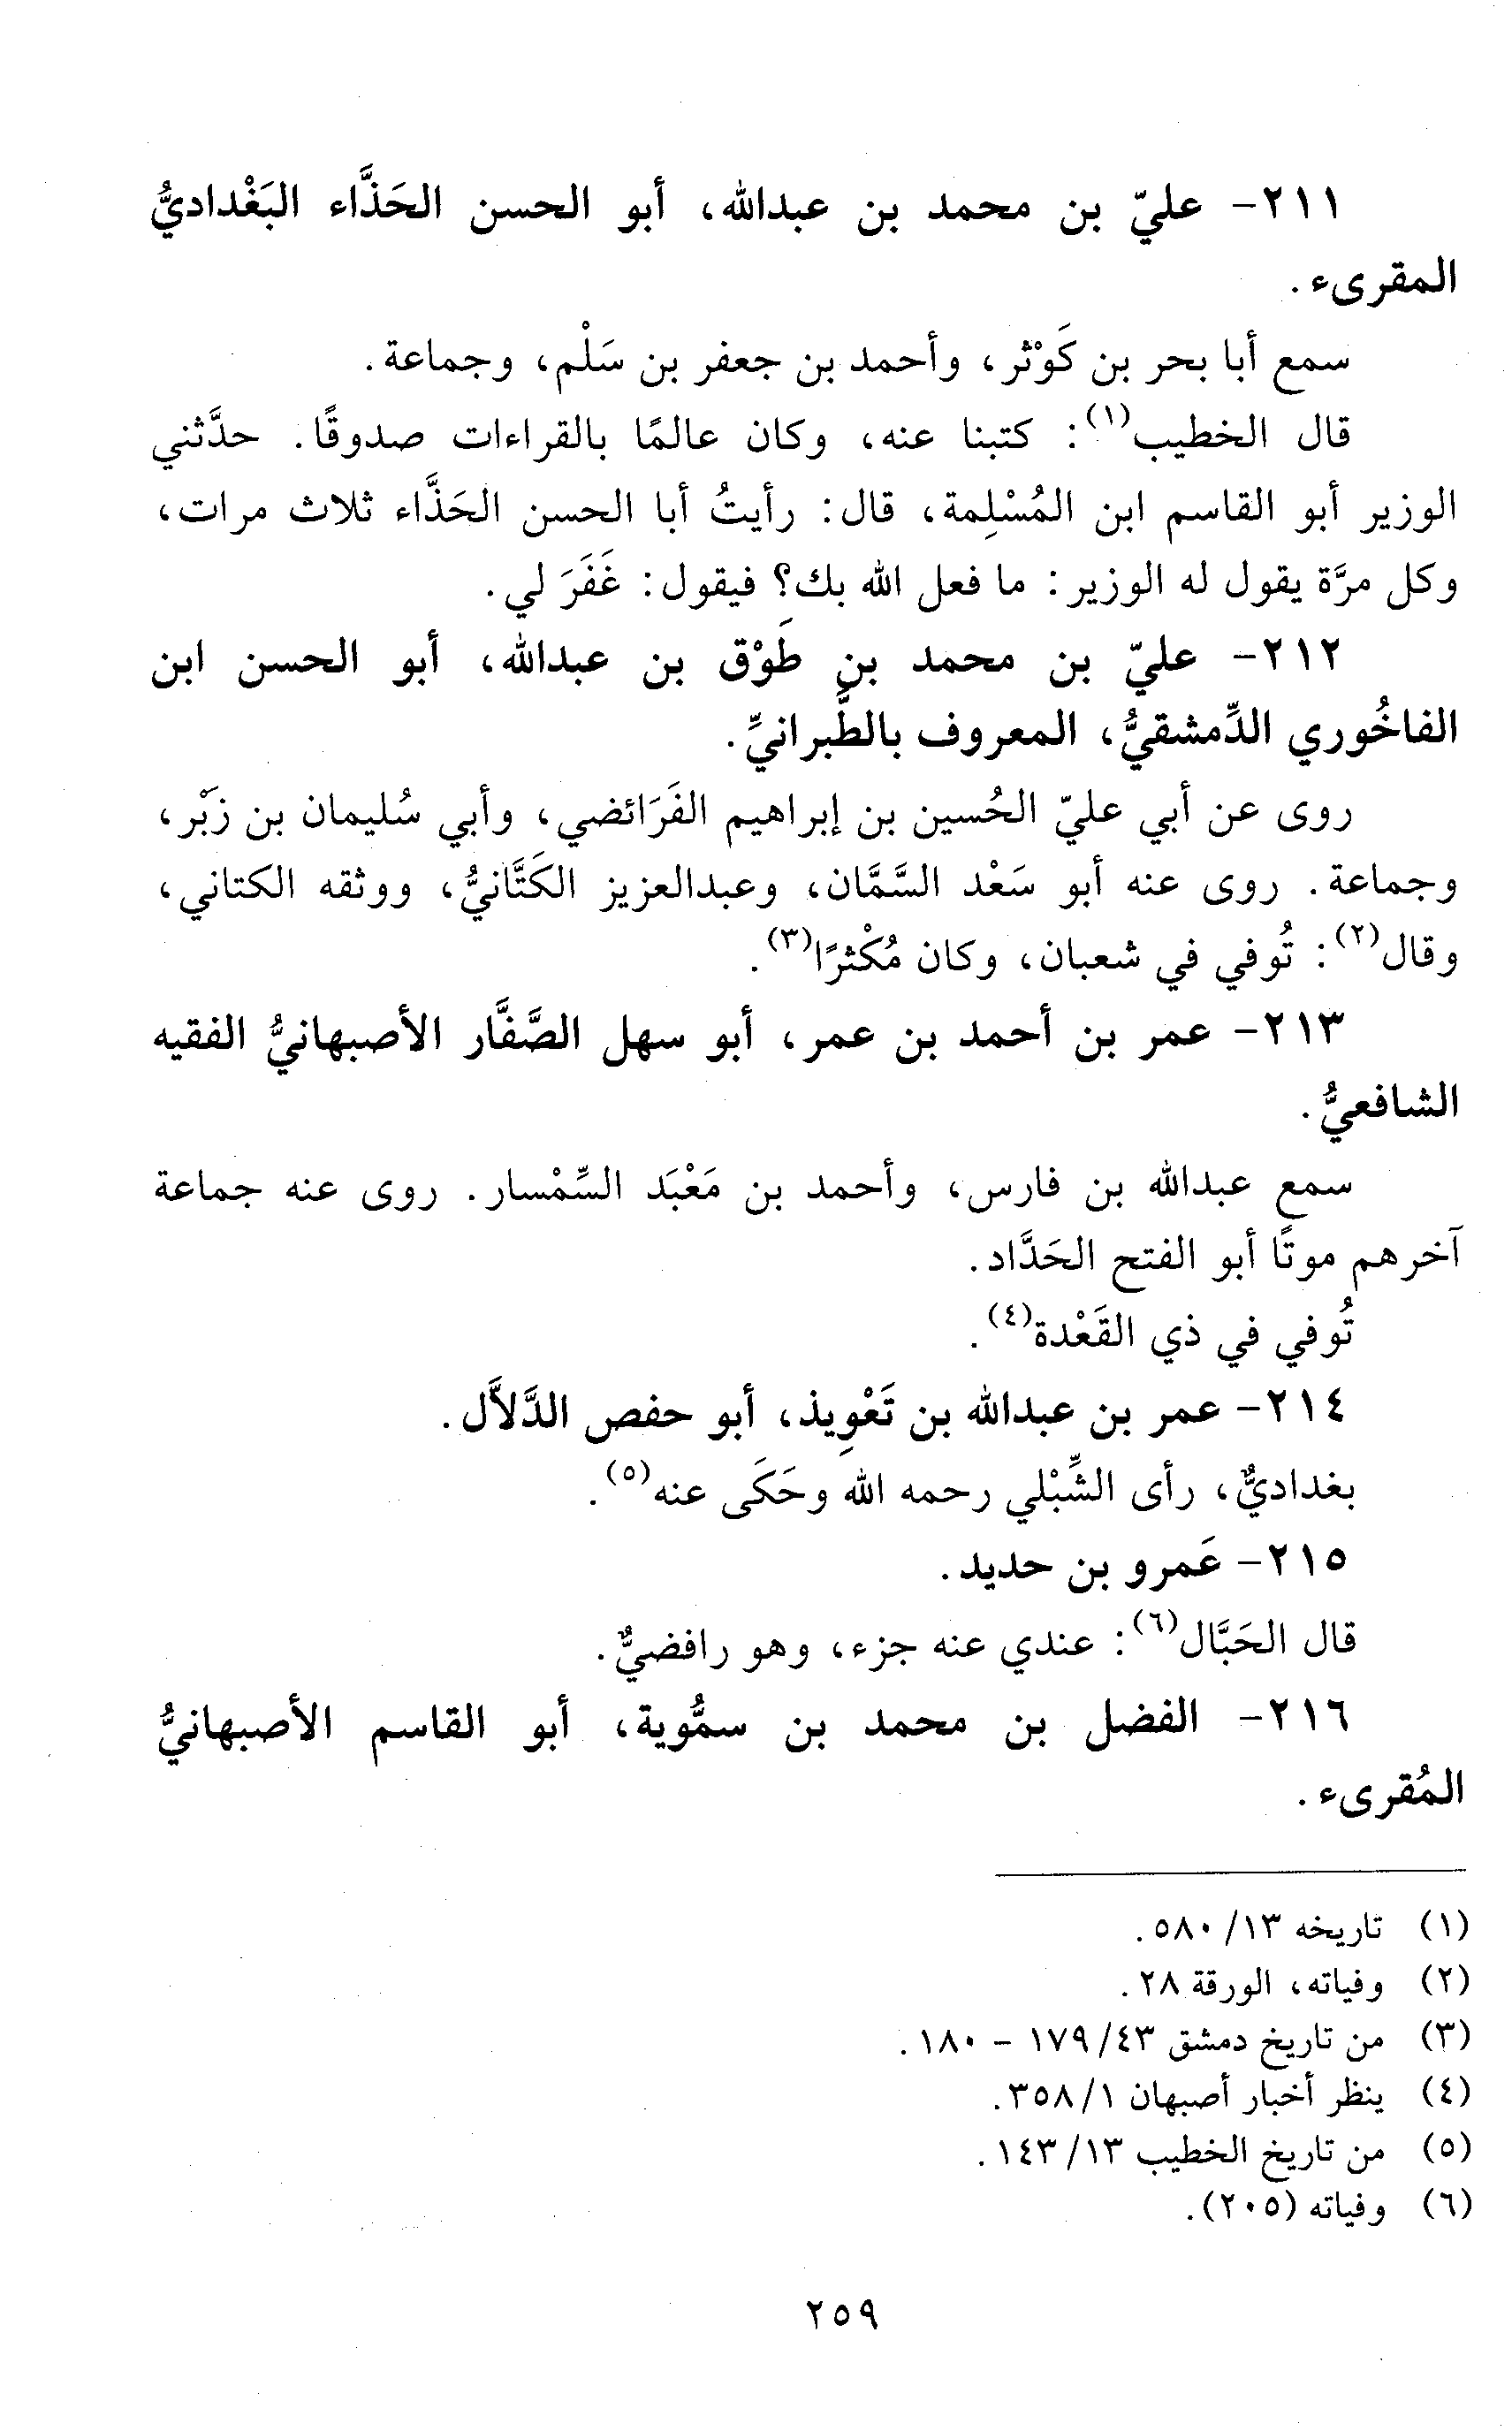 ٢١١- عليّ بن محمد بن عبدالله، أبو الحسن الحَذَّاء البَغْداديُّ
المقرىء.
سمع أبا بحر بن كَوْثر، وأحمد بن جعفر بن سَلْم، وجماعة.
قال الخطيب(١): كتبنا عنه، وكان عالمًا بالقراءات صدوقًا. حدَّثني
الوزير أبو القاسم ابن المُسْلِمة، قال: رأيتُ أبا الحسن الحَذَّاء ثلاث مرات،
وكل مرَّة يقول له الوزير: ما فعل الله بك؟ فيقول: غَفَرَ لي.
٢١٢- عليّ بن محمد بن طَوْق بن عبدالله، أبو الحسن ابن
الفاخُوري الدِّمشقيُّ، المعروف بالطَّبرانيِّ.
روى عن أبي عليّ الحُسين بن إبراهيم الفَرَائضي، وأبي سُليمان بن زَبْر،
وجماعة. روى عنه أبو سَعْد السَّمَّان، وعبدالعزيز الكَتَّانيُّ، ووثقه الكتاني،
وقال(٢): تُوفي في شعبان، وكان مُكْثرًا(٣).
٢١٣- عمر بن أحمد بن عمر، أبو سهل الصَّفَّار الأصبهانيُّ الفقيه
الشافعيُّ.
سمع عبدالله بن فارس، وأحمد بن مَعْبَد السِّمْسار. روى عنه جماعة
آخرهم موتًا أبو الفتح الحَدَّاد.
تُوفي في ذي القَعْدة(٤).
٢١٤- عمر بن عبدالله بن تَعْوِيذ، أبو حفص الدَّلاَّل.
بغداديٌّ، رأى الشِّبْلي رحمه الله وحَكَى عنه(٥).
٢١٥- عَمرو بن حديد.
قال الحَبَّال(٦): عندي عنه جزء، وهو رافضيٌّ.
٢١٦- الفضل بن محمد بن سمُّوية، أبو القاسم الأصبهانيُّ
المُقرىء.
(١) تاريخه ١٣/ ٥٨٠.
(٢) وفياته، الورقة ٢٨.
(٣) من تاريخ دمشق ٤٣/ ١٧٩ - ١٨٠.
(٤) ينظر أخبار أصبهان ١/ ٣٥٨.
(٥) من تاريخ الخطيب ١٣/ ١٤٣.
(٦) وفياته (٢٠٥).
٢٥٩